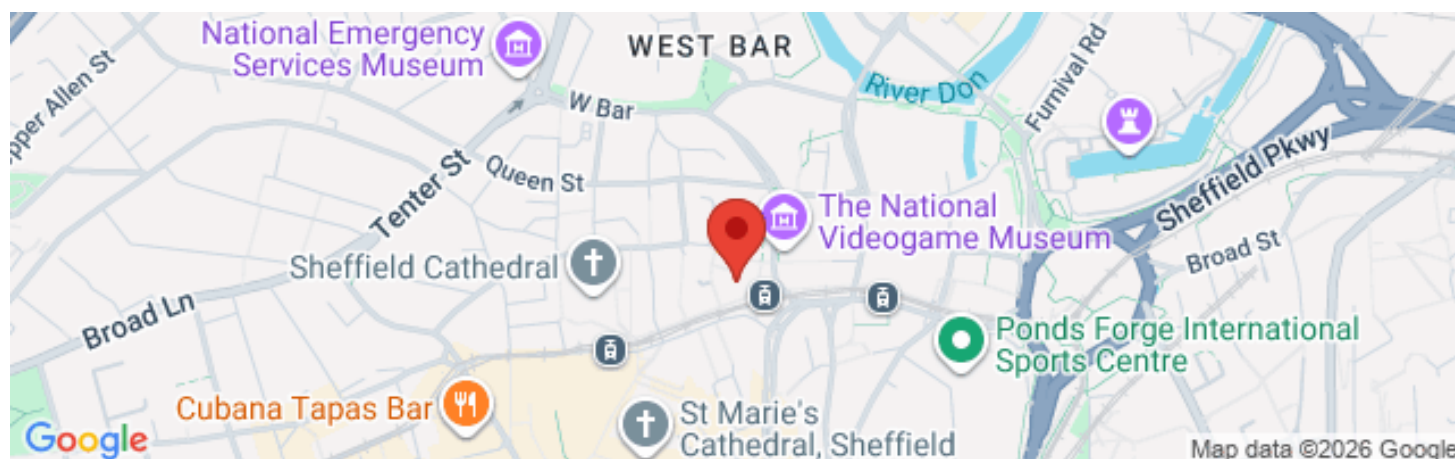 National Emergency
Services Museum
WEST BAR
River Don
Furnival Rd
pper Allen St
W Bar
Tenter St
Queen St
Sheffield Pkwy
The National
Videogame Museum
Broad St
Sheffield Cathedral
Broad Ln
Ponds Forge International
Sports Centre
Cubana Tapas Bar
St Marie's
Cathedral, Sheffield
Google
Map data ©2026 Google